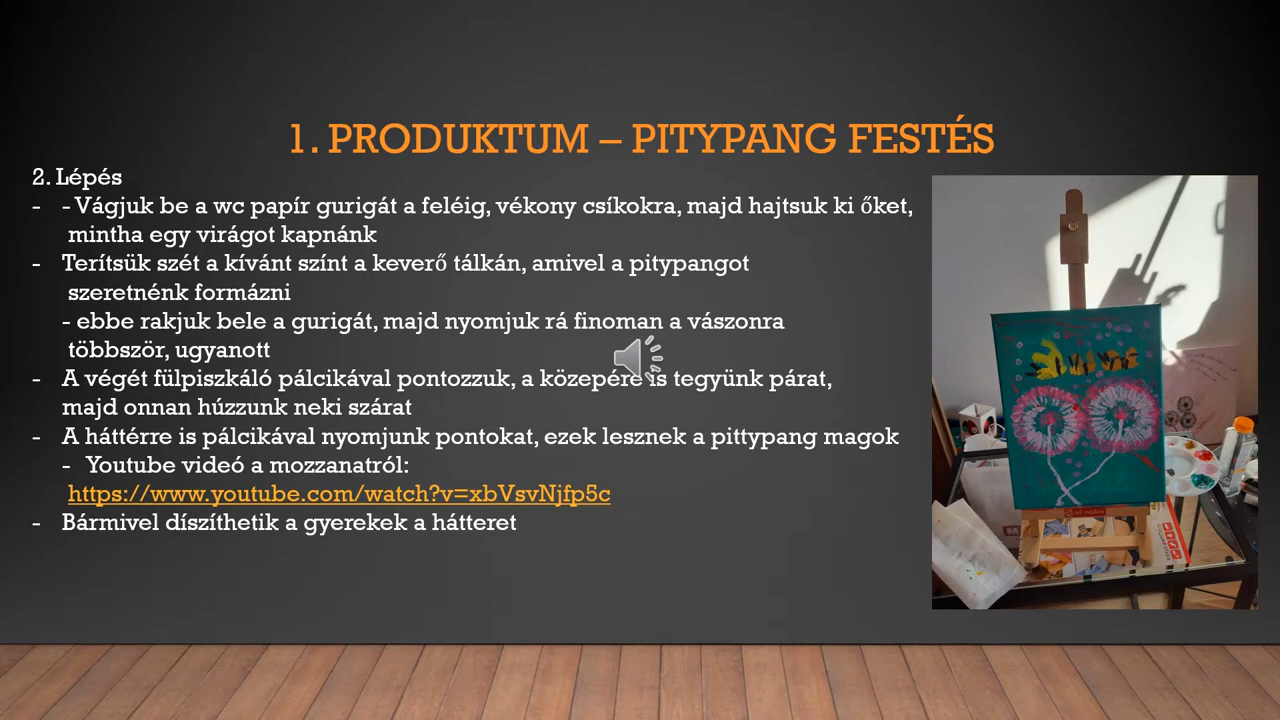 1. PRODUKTUM – PITYPANG FESTÉS
2. Lépés
- - Vágjuk be a wc papír gurigát a feléig, vékony csíkokra, majd hajtsuk ki őket,
mintha egy virágot kapnánk
- Terítsük szét a kívánt színt a keverő tálkán, amivel a pitypangot
szeretnénk formázni
- ebbe rakjuk bele a gurigát, majd nyomjuk rá finoman a vászonra
többször, ugyanott
- A végét fülpiszkáló pálcikával pontozzuk, a közepére is tegyünk párat,
majd onnan húzzunk neki szárat
- A háttérre is pálcikával nyomjunk pontokat, ezek lesznek a pittypang magok
- Youtube videó a mozzanatról:
https://www.youtube.com/watch?v=xbVsvNjfp5c
- Bármivel díszíthetik a gyerekek a hátteret